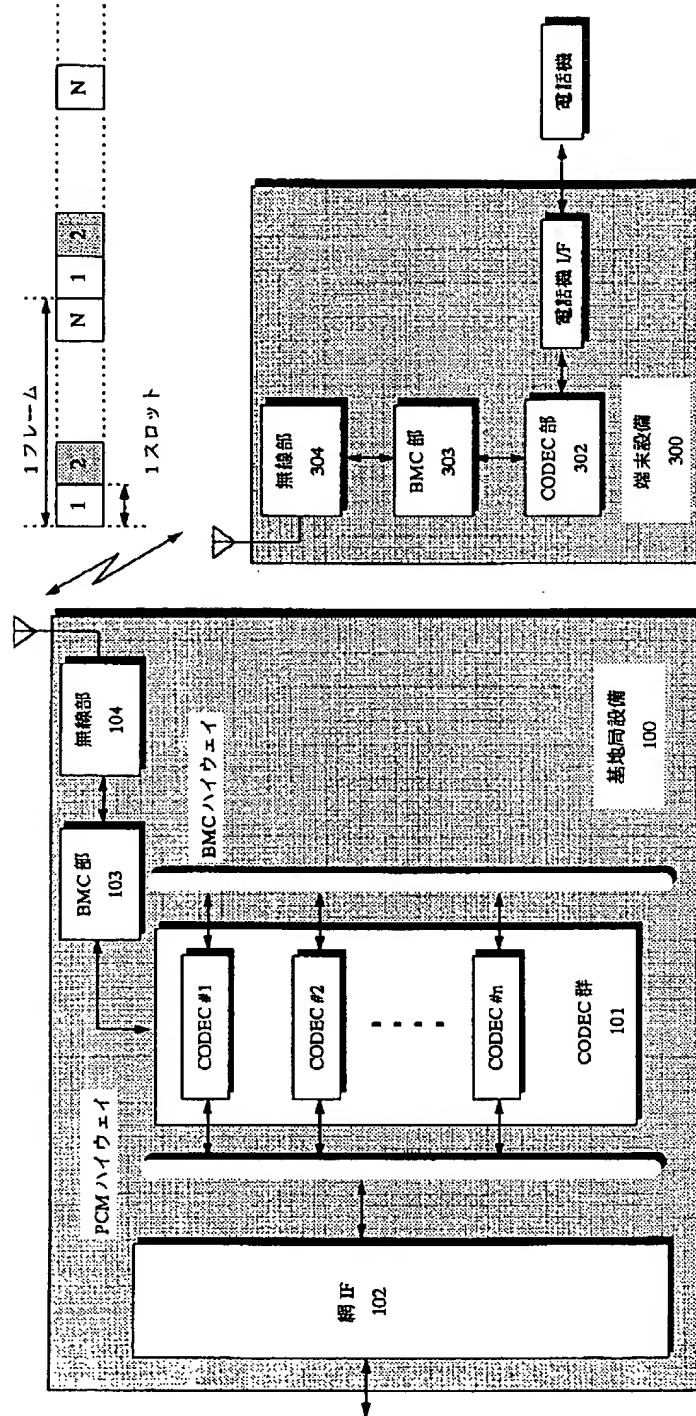 網 IF
102
PCM ハイウェイ
CODEC #1
CODEC #2
CODEC #n
CODEC 群
101
BMC 部
103
BMC ハイウェイ
無線部
104
基地局設備
100
1フレーム
1 2 N 1 2 N
1スロット
無線部
304
BMC 部
303
CODEC 部
302
電話機 I/F
端末設備
300
電話機